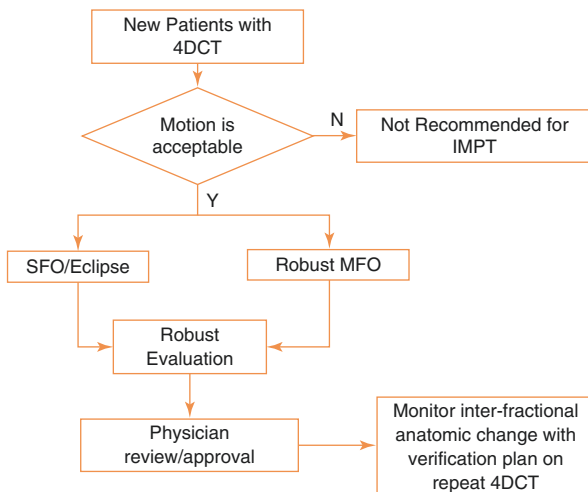 New Patients with
4DCT
Motion is
acceptable
N
Not Recommended for
IMPT
Y
SFO/Eclipse
Robust MFO
Robust
Evaluation
Physician
review/approval
Monitor inter-fractional
anatomic change with
verification plan on
repeat 4DCT